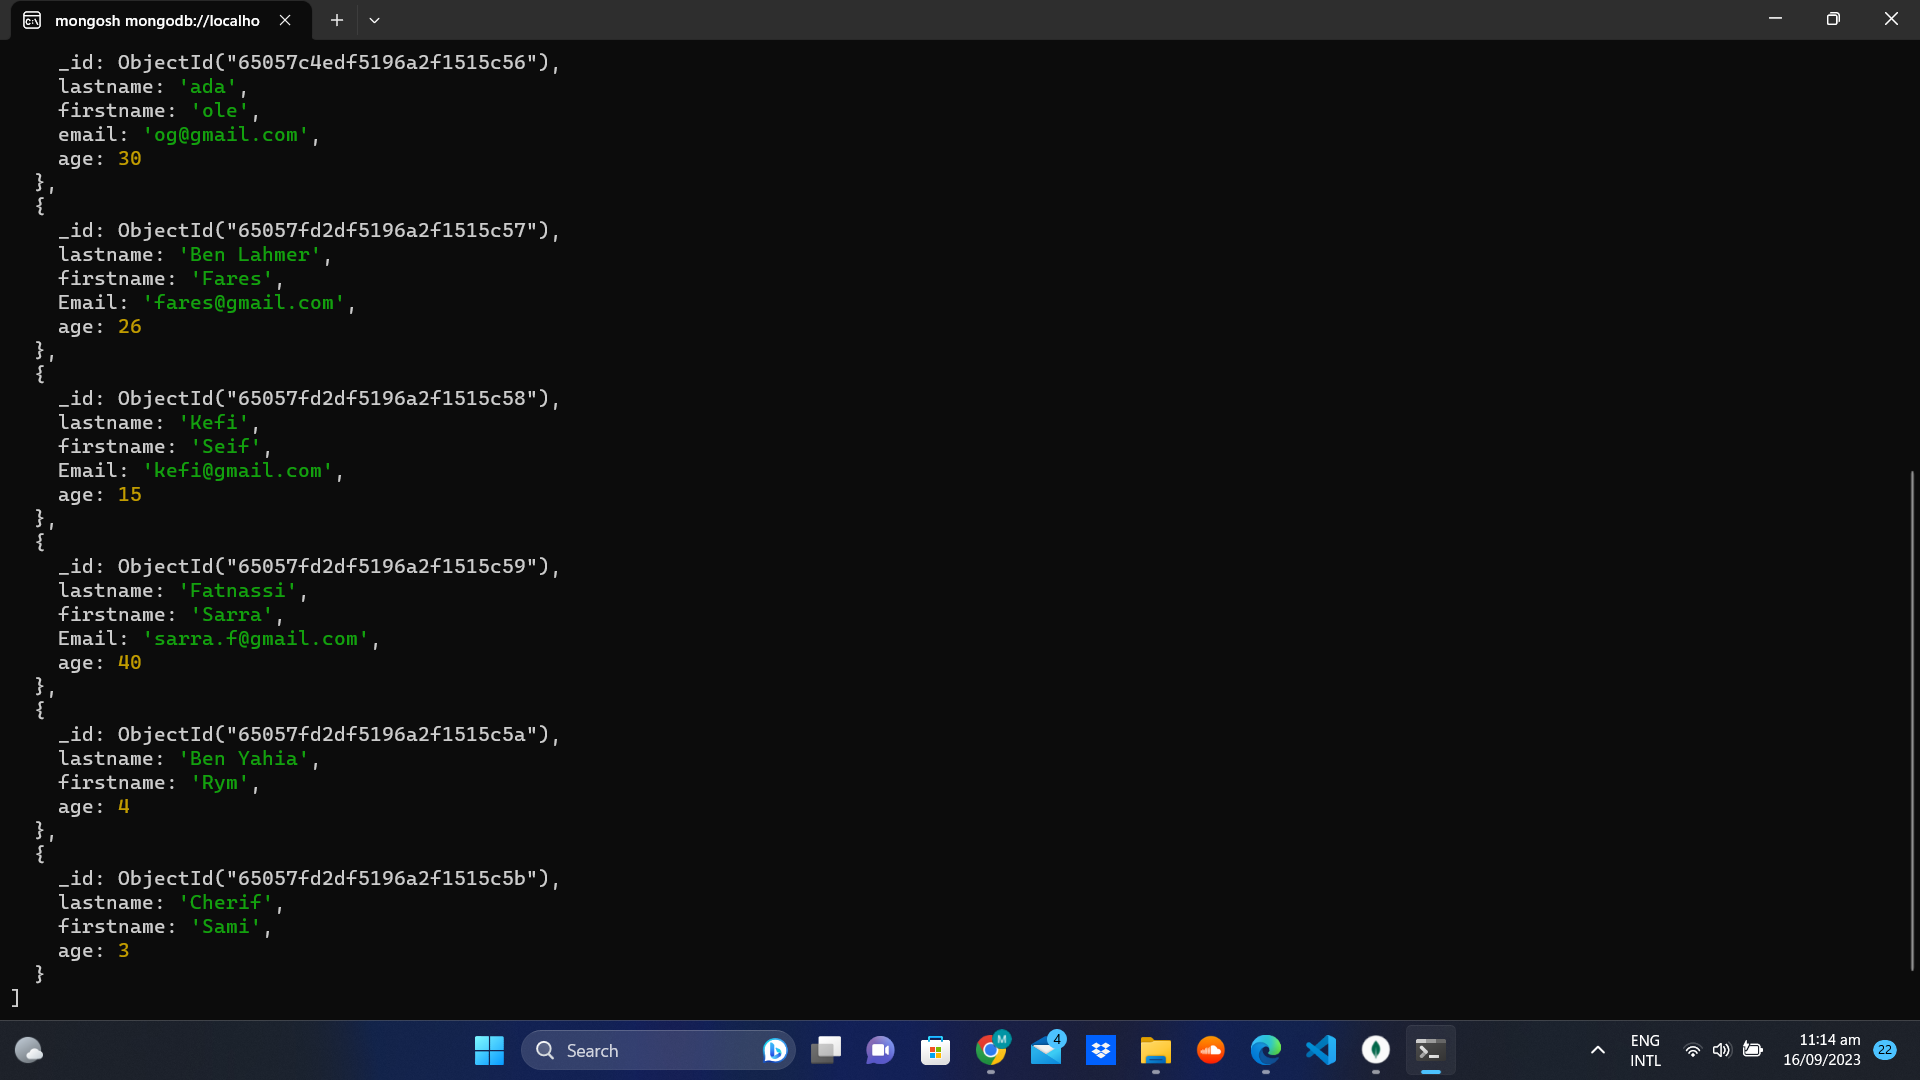 mongosh mongodb://localho
_id: ObjectId("65057c4edf5196a2f1515c56"),
lastname: 'ada',
firstname: 'ole',
email: 'og@gmail.com',
age: 30
},
{
_id: ObjectId("65057fd2df5196a2f1515c57"),
lastname: 'Ben Lahmer',
firstname: 'Fares',
Email: 'fares@gmail.com',
age: 26
},
{
_id: ObjectId("65057fd2df5196a2f1515c58"),
lastname: 'Kefi',
firstname: 'Seif',
Email: 'kefi@gmail.com',
age: 15
},
{
_id: ObjectId("65057fd2df5196a2f1515c59"),
lastname: 'Fatnassi',
firstname: 'Sarra',
Email: 'sarra.f@gmail.com',
age: 40
},
{
_id: ObjectId("65057fd2df5196a2f1515c5a"),
lastname: 'Ben Yahia',
firstname: 'Rym',
age: 4
},
{
_id: ObjectId("65057fd2df5196a2f1515c5b"),
lastname: 'Cherif',
firstname: 'Sami',
age: 3
}
]
Search
M
4
ENG
INTL
11:14 am
16/09/2023
22